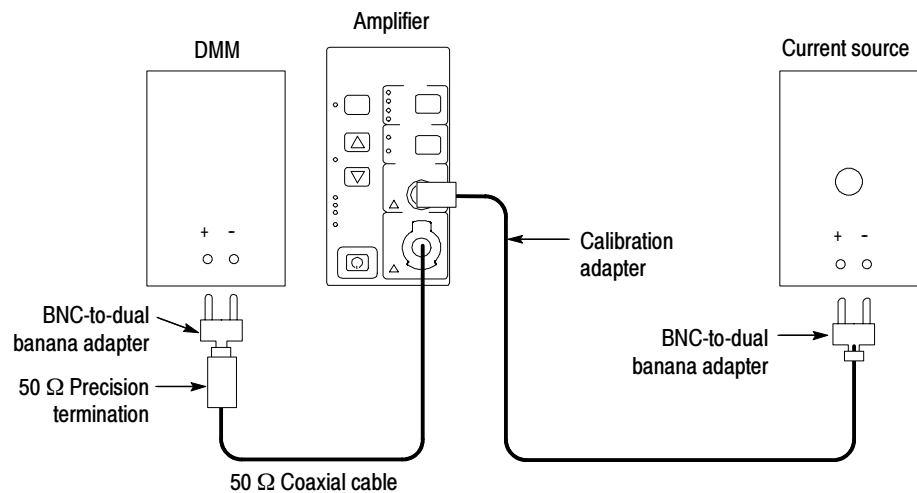 Amplifier
DMM
Current source
+ -
+ -
Calibration
adapter
BNC-to-dual
banana adapter
BNC-to-dual
banana adapter
50 Ω Precision
termination
50 Ω Coaxial cable